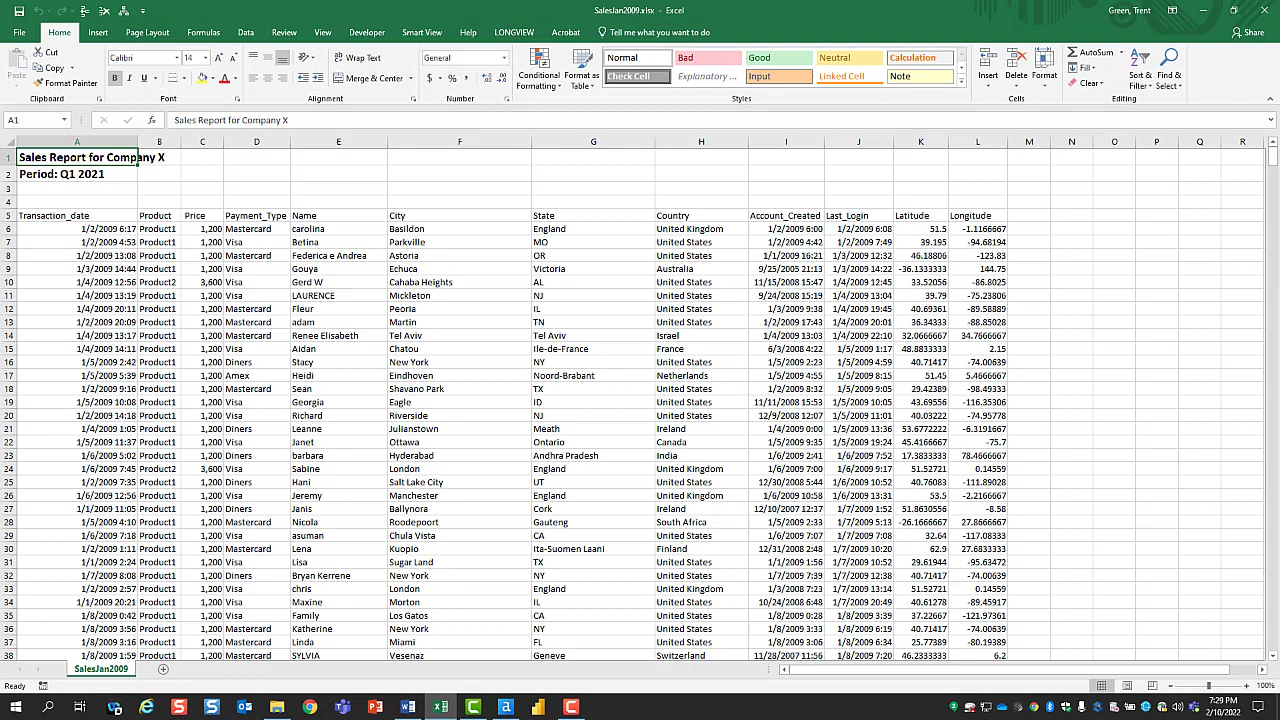 SalesJan2009.xlsx - Excel
Green, Trent
File Home Insert Page Layout Formulas Data Review View Developer Smart View Help LONGVIEW Acrobat Tell me what you want to do Share
Paste Cut Copy Format Painter Clipboard
Calibri 14 B I U Font
Wrap Text Merge & Center Alignment
General $ % , Number
Conditional Formatting Format as Table
Normal Bad Good Neutral Calculation
Check Cell Explanatory ... Input Linked Cell Note
Styles
Insert Delete Format Cells
AutoSum Fill Clear Sort & Filter Find & Select Editing
A1 fx Sales Report for Company X
A B C D E F G H I J K L M N O P Q R
1 Sales Report for Company X
2 Period: Q1 2021
3
4
5 Transaction_date Product Price Payment_Type Name City State Country Account_Created Last_Login Latitude Longitude
6 1/2/2009 6:17 Product1 1,200 Mastercard carolina Basildon England United Kingdom 1/2/2009 6:00 1/2/2009 6:08 51.5 -1.1166667
7 1/2/2009 4:53 Product1 1,200 Visa Betina Parkville MO United States 1/2/2009 4:42 1/2/2009 7:49 39.195 -94.68194
8 1/2/2009 13:08 Product1 1,200 Mastercard Federica e Andrea Astoria OR United States 1/1/2009 16:21 1/3/2009 12:32 46.18806 -123.83
9 1/3/2009 14:44 Product1 1,200 Visa Gouya Echuca Victoria Australia 9/25/2005 21:13 1/3/2009 14:22 -36.1333333 144.75
10 1/4/2009 12:56 Product2 3,600 Visa Gerd W Cahaba Heights AL United States 11/15/2008 15:47 1/4/2009 12:45 33.52056 -86.8025
11 1/4/2009 13:19 Product1 1,200 Visa LAURENCE Mickleton NJ United States 9/24/2008 15:19 1/4/2009 13:04 39.79 -75.23806
12 1/4/2009 20:11 Product1 1,200 Mastercard Fleur Peoria IL United States 1/3/2009 9:38 1/4/2009 19:45 40.69361 -89.58889
13 1/2/2009 20:09 Product1 1,200 Mastercard adam Martin TN United States 1/2/2009 17:43 1/4/2009 20:01 36.34333 -88.85028
14 1/4/2009 13:17 Product1 1,200 Mastercard Renee Elisabeth Tel Aviv Tel Aviv Israel 1/4/2009 13:03 1/4/2009 22:10 32.0666667 34.7666667
15 1/4/2009 14:11 Product1 1,200 Visa Aidan Chatou Ile-de-France France 6/3/2008 4:22 1/5/2009 1:17 48.8833333 2.15
16 1/5/2009 2:42 Product1 1,200 Diners Stacy New York NY United States 1/5/2009 2:23 1/5/2009 4:59 40.71417 -74.00639
17 1/5/2009 5:39 Product1 1,200 Amex Heidi Eindhoven Noord-Brabant Netherlands 1/5/2009 4:55 1/5/2009 8:15 51.45 5.4666667
18 1/2/2009 9:16 Product1 1,200 Mastercard Sean Shavano Park TX United States 1/2/2009 8:32 1/5/2009 9:05 29.42389 -98.49333
19 1/5/2009 10:08 Product1 1,200 Visa Georgia Eagle ID United States 11/11/2008 15:53 1/5/2009 10:05 43.69556 -116.35306
20 1/2/2009 14:18 Product1 1,200 Visa Richard Riverside NJ United States 12/9/2008 12:07 1/5/2009 11:01 40.03222 -74.95778
21 1/4/2009 1:05 Product1 1,200 Diners Leanne Julianstown Meath Ireland 1/4/2009 0:00 1/5/2009 13:36 53.6772222 -6.3191667
22 1/5/2009 11:37 Product1 1,200 Visa Janet Ottawa Ontario Canada 1/5/2009 9:35 1/5/2009 19:24 45.4166667 -75.7
23 1/6/2009 5:02 Product1 1,200 Diners barbara Hyderabad Andhra Pradesh India 1/6/2009 2:41 1/6/2009 7:52 17.3833333 78.4666667
24 1/6/2009 7:45 Product2 3,600 Visa Sabine London England United Kingdom 1/6/2009 7:00 1/6/2009 9:17 51.52721 0.14559
25 1/2/2009 7:35 Product1 1,200 Diners Hani Salt Lake City UT United States 12/30/2008 5:44 1/6/2009 10:52 40.76083 -111.89028
26 1/6/2009 12:56 Product1 1,200 Visa Jeremy Manchester England United Kingdom 1/6/2009 10:58 1/6/2009 13:31 53.5 -2.2166667
27 1/1/2009 11:05 Product1 1,200 Diners Janis Ballynora Cork Ireland 12/10/2007 12:37 1/7/2009 1:52 51.8630556 -8.58
28 1/5/2009 4:10 Product1 1,200 Mastercard Nicola Roodepoort Gauteng South Africa 1/5/2009 2:33 1/7/2009 5:13 -26.1666667 27.8666667
29 1/6/2009 7:18 Product1 1,200 Visa asuman Chula Vista CA United States 1/6/2009 7:07 1/7/2009 7:08 32.64 -117.08333
30 1/2/2009 1:11 Product1 1,200 Mastercard Lena Kuopio Ita-Suomen Laani Finland 12/31/2008 2:48 1/7/2009 10:20 62.9 27.6833333
31 1/1/2009 2:24 Product1 1,200 Visa Lisa Sugar Land TX United States 1/1/2009 1:56 1/7/2009 10:52 29.61944 -95.63472
32 1/7/2009 8:08 Product1 1,200 Diners Bryan Kerrene New York NY United States 1/7/2009 7:39 1/7/2009 12:38 40.71417 -74.00639
33 1/2/2009 2:57 Product1 1,200 Visa chris London England United Kingdom 1/3/2008 7:23 1/7/2009 13:14 51.52721 0.14559
34 1/1/2009 20:21 Product1 1,200 Visa Maxine Morton IL United States 10/24/2008 6:48 1/7/2009 20:49 40.61278 -89.45917
35 1/8/2009 0:42 Product1 1,200 Visa Family Los Gatos CA United States 1/8/2009 0:28 1/8/2009 3:39 37.22667 -121.97361
36 1/8/2009 3:56 Product1 1,200 Mastercard Katherine New York NY United States 1/8/2009 3:33 1/8/2009 6:19 40.71417 -74.00639
37 1/8/2009 3:16 Product1 1,200 Mastercard Linda Miami FL United States 1/8/2009 3:06 1/8/2009 6:34 25.77389 -80.19389
38 1/8/2009 1:59 Product1 1,200 Mastercard SYLVIA Vesenaz Geneve Switzerland 11/28/2007 11:56 1/8/2009 7:20 46.2333333 6.2
SalesJan2009
Ready 100%
7:29 PM
2/10/2022